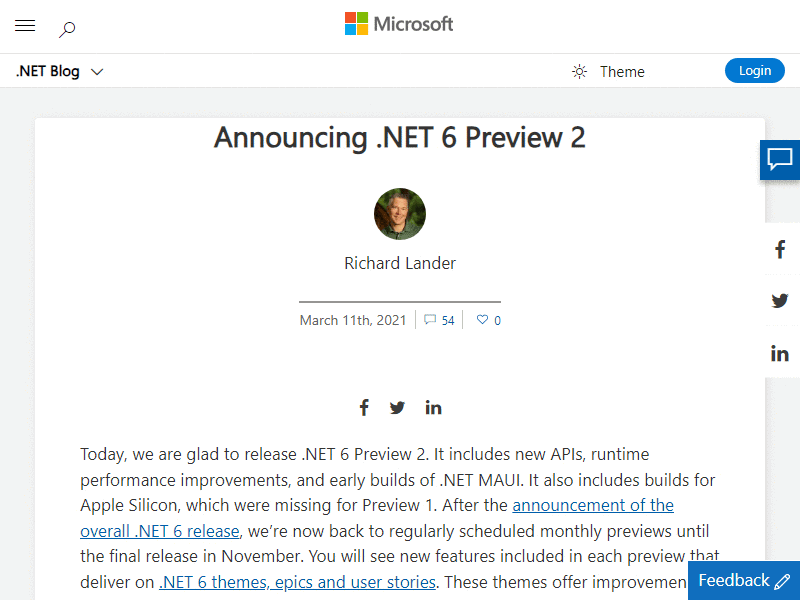 Microsoft
.NET Blog
Theme
Login
Announcing .NET 6 Preview 2
Richard Lander
March 11th, 2021
54
0
Today, we are glad to release .NET 6 Preview 2. It includes new APIs, runtime
performance improvements, and early builds of .NET MAUI. It also includes builds for
Apple Silicon, which were missing for Preview 1. After the announcement of the
overall .NET 6 release, we’re now back to regularly scheduled monthly previews until
the final release in November. You will see new features included in each preview that
deliver on .NET 6 themes, epics and user stories. These themes offer
Feedback